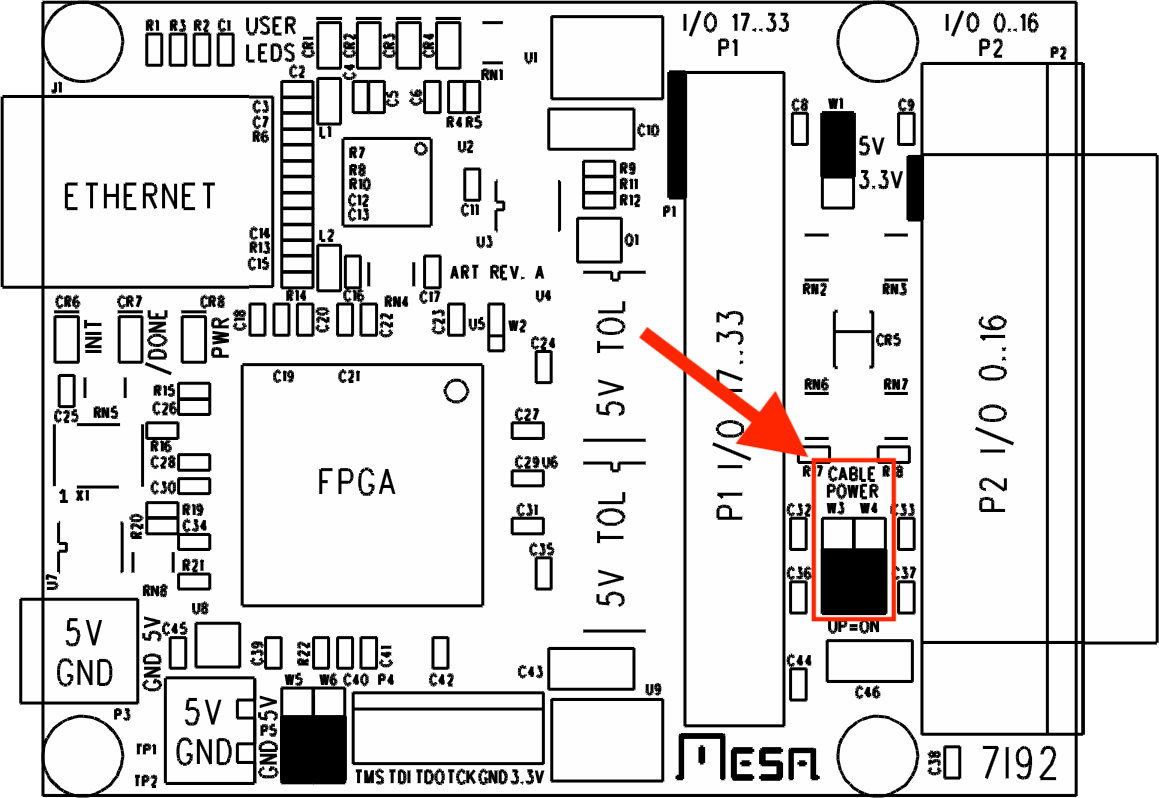 R1 R3 R2 C1 USER LEDS
CR1 CR2 CR3 CR4
I/O 17..33
P1
I/O 0..16
P2
P2
J1
C2
C4
C5
C6
RN1
U1
C3
C7
R6
L1
R4 R5
U2
C10
C8
W1
C9
5V
3.3V
ETHERNET
R7
R8
R10
C12
C13
C11
U3
R9
R11
R12
P1
C14
R13
C15
L2
Q1
ART REV. A
RN2
RN3
CR6
CR7
CR8
R14
C16
RN4
C17
U4
C18
C20
C22
C23
U5
W2
INIT
/DONE
PWR
5V TOL
P1 I/O 17..33
P2 I/O 0..16
CR5
C24
C19
C21
C25
RN5
R15
C26
RN6
RN7
C27
R16
C28
C30
C29
U6
FPGA
1
X1
R17
R18
CABLE
POWER
W3 W4
R20
R19
C34
C31
5V TOL
C32
C33
C35
U7
R21
RN8
C36
C37
UP=ON
U8
5V
GND
5V
GND
C45
C39
R22
C41
C42
C43
C44
C46
P3
W5 W6
C40
P4
U9
5V
GND
5V
GND
P5
TP1
TP2
TMS TDI TDO TCK GND 3.3V
MESA
C38
7I92